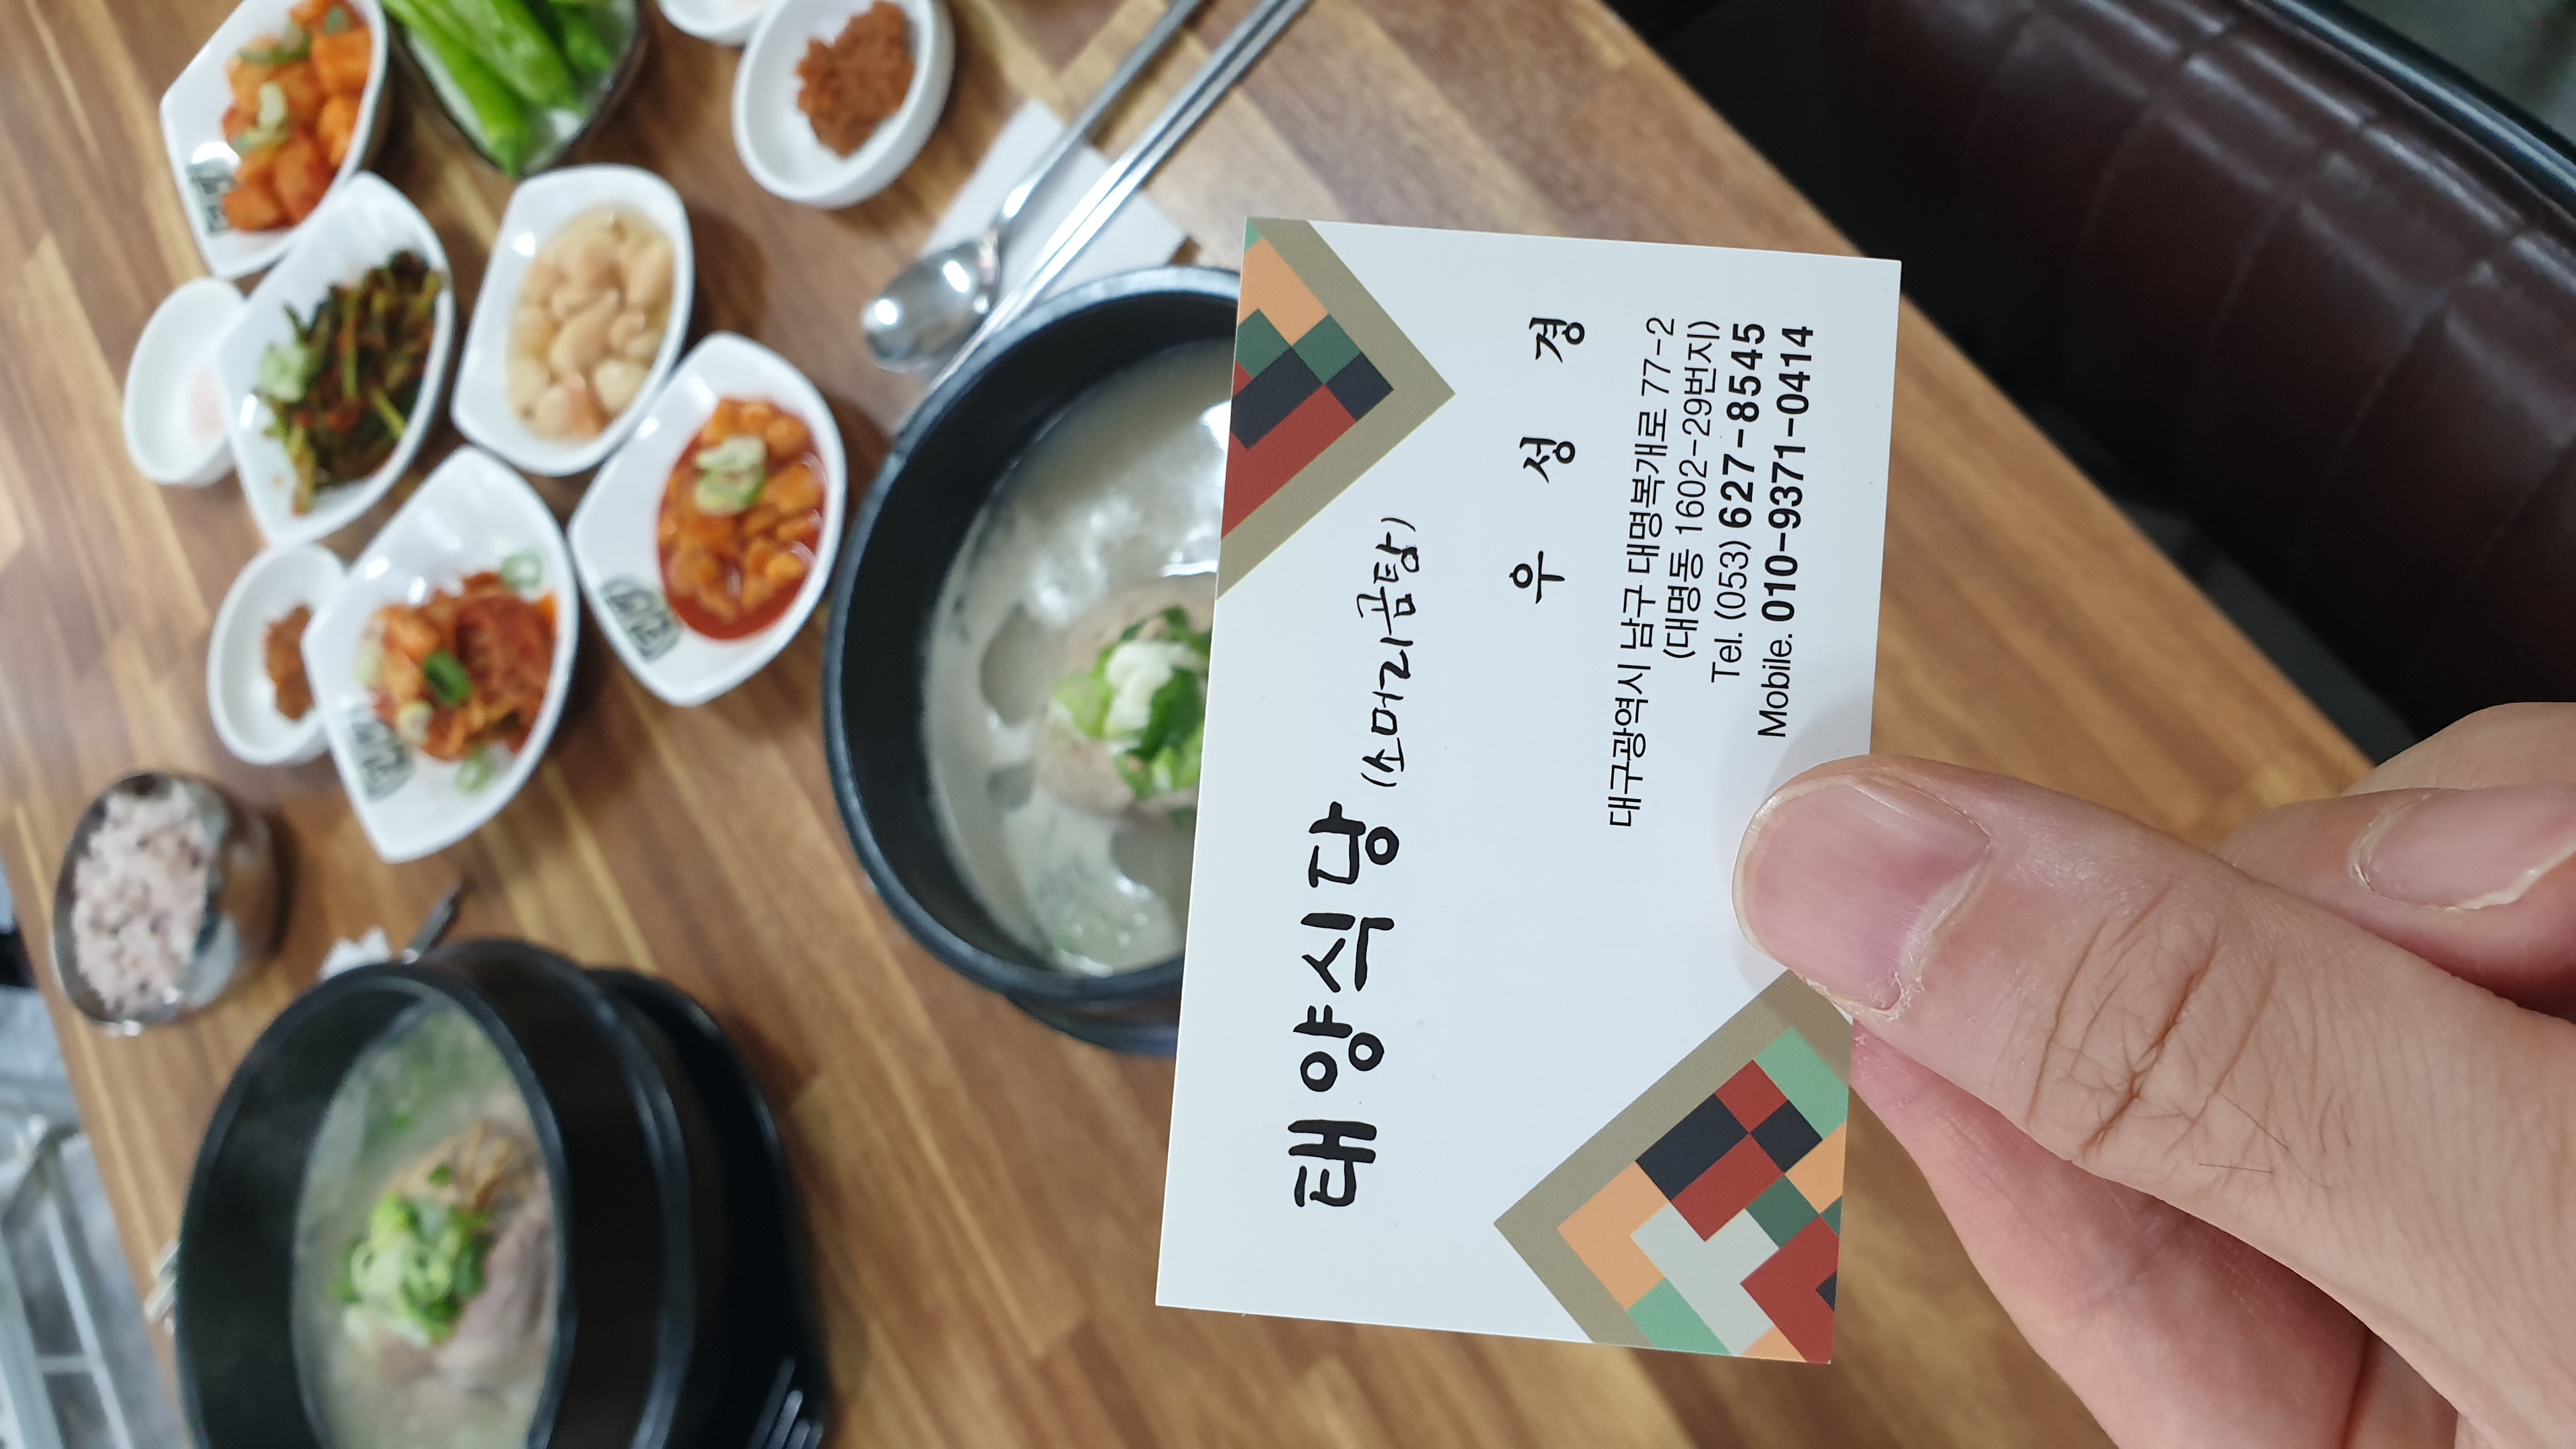 태양식당 (소머리곰탕)
우 성 경
대구광역시 남구 대명복개로 77-2
(대명동 1602-29번지)
Tel. (053) 627-8545
Mobile. 010-9371-0414